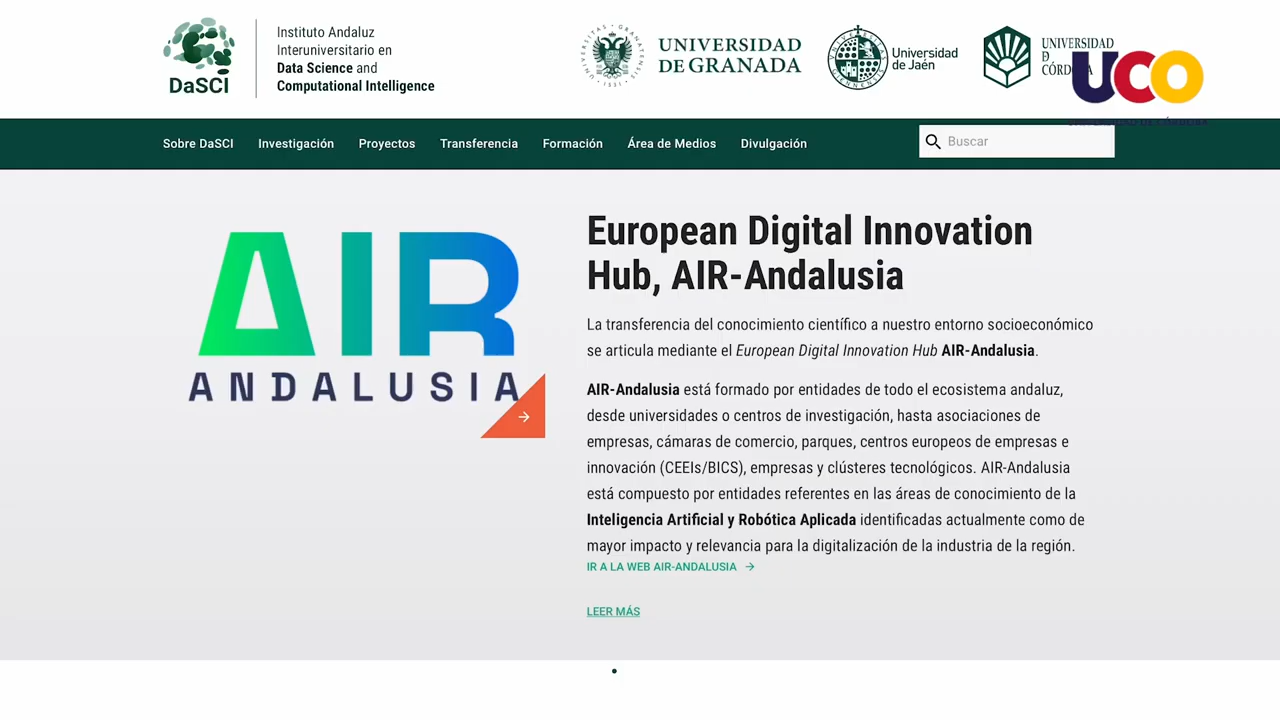 DaSCI
Instituto Andaluz
Interuniversitario en
Data Science and
Computational Intelligence
UNIVERSIDAD
DE GRANADA
Universidad
de Jaén
UNIVERSIDAD
D
CÓRDO
UCO
Sobre DaSCI
Investigación
Proyectos
Transferencia
Formación
Área de Medios
Divulgación
Buscar
AIR
ANDALUSIA
European Digital Innovation
Hub, AIR-Andalusia
La transferencia del conocimiento científico a nuestro entorno socioeconómico
se articula mediante el European Digital Innovation Hub AIR-Andalusia.
AIR-Andalusia está formado por entidades de todo el ecosistema andaluz,
desde universidades o centros de investigación, hasta asociaciones de
empresas, cámaras de comercio, parques, centros europeos de empresas e
innovación (CEEIs/BICS), empresas y clústeres tecnológicos. AIR-Andalusia
está compuesto por entidades referentes en las áreas de conocimiento de la
Inteligencia Artificial y Robótica Aplicada identificadas actualmente como de
mayor impacto y relevancia para la digitalización de la industria de la región.
IR A LA WEB AIR-ANDALUSIA →
LEER MÁS